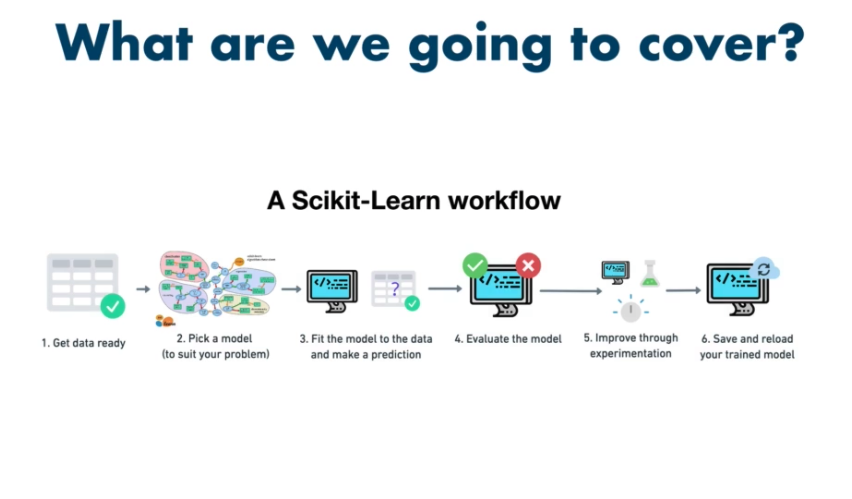 What are we going to cover?
A Scikit-Learn workflow
?
</>
</>
</>
</>
1. Get data ready
2. Pick a model
(to suit your problem)
3. Fit the model to the data
and make a prediction
4. Evaluate the model
5. Improve through
experimentation
6. Save and reload
your trained model